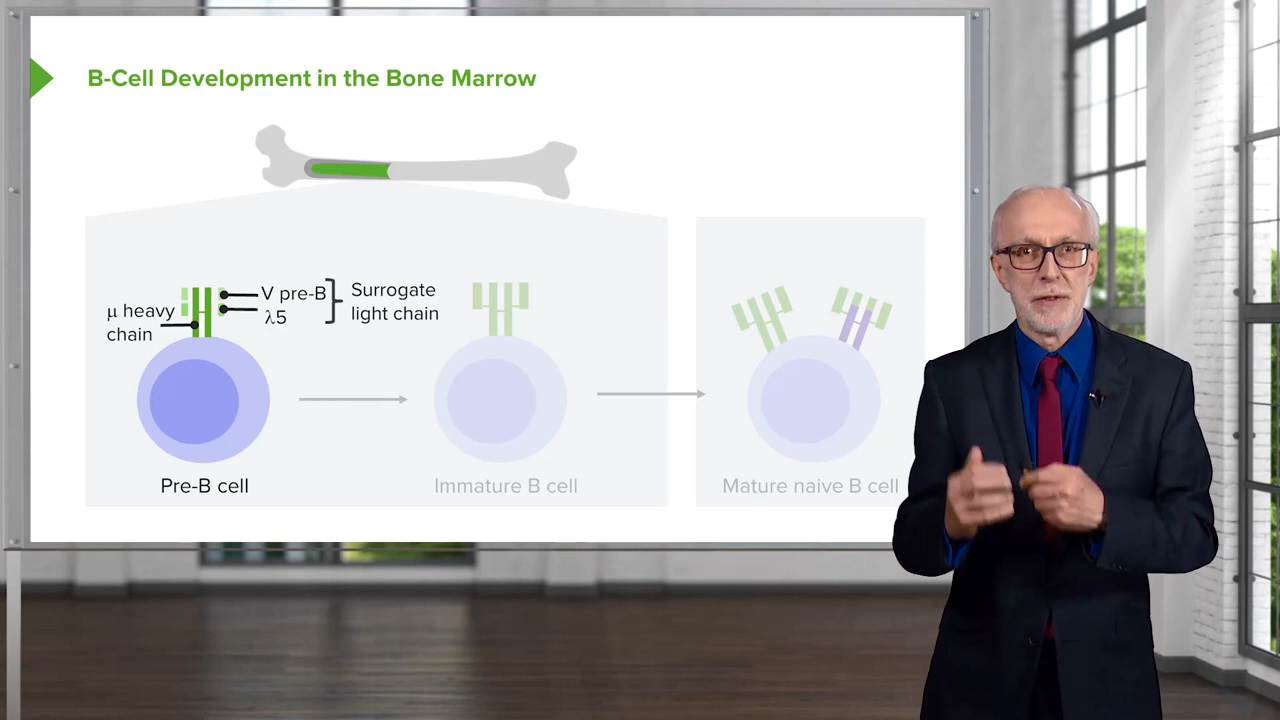 B-Cell Development in the Bone Marrow
μ heavy
chain
V pre-B
λ5
Surrogate
light chain
Pre-B cell
Immature B cell
Mature naive B cell